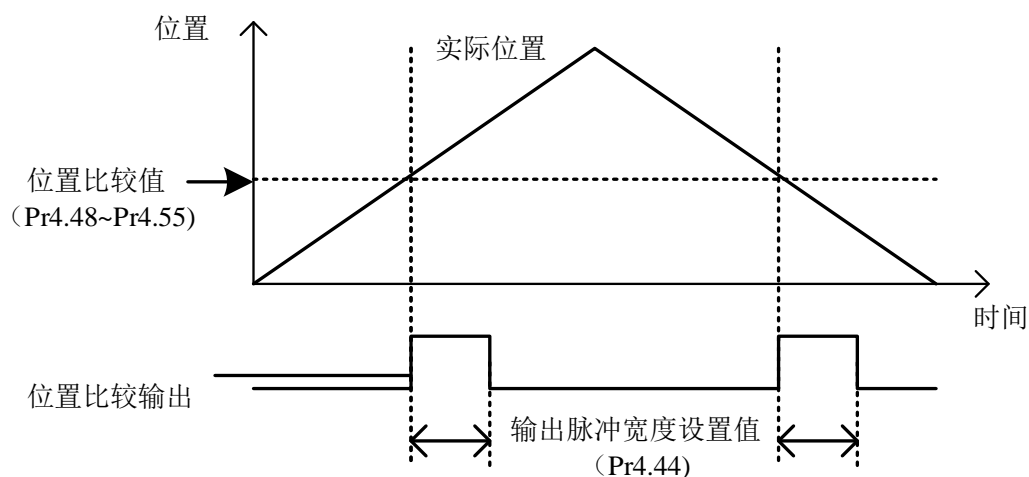 位置
实际位置
位置比较值
（Pr4.48~Pr4.55)
时间
位置比较输出
输出脉冲宽度设置值
（Pr4.44)